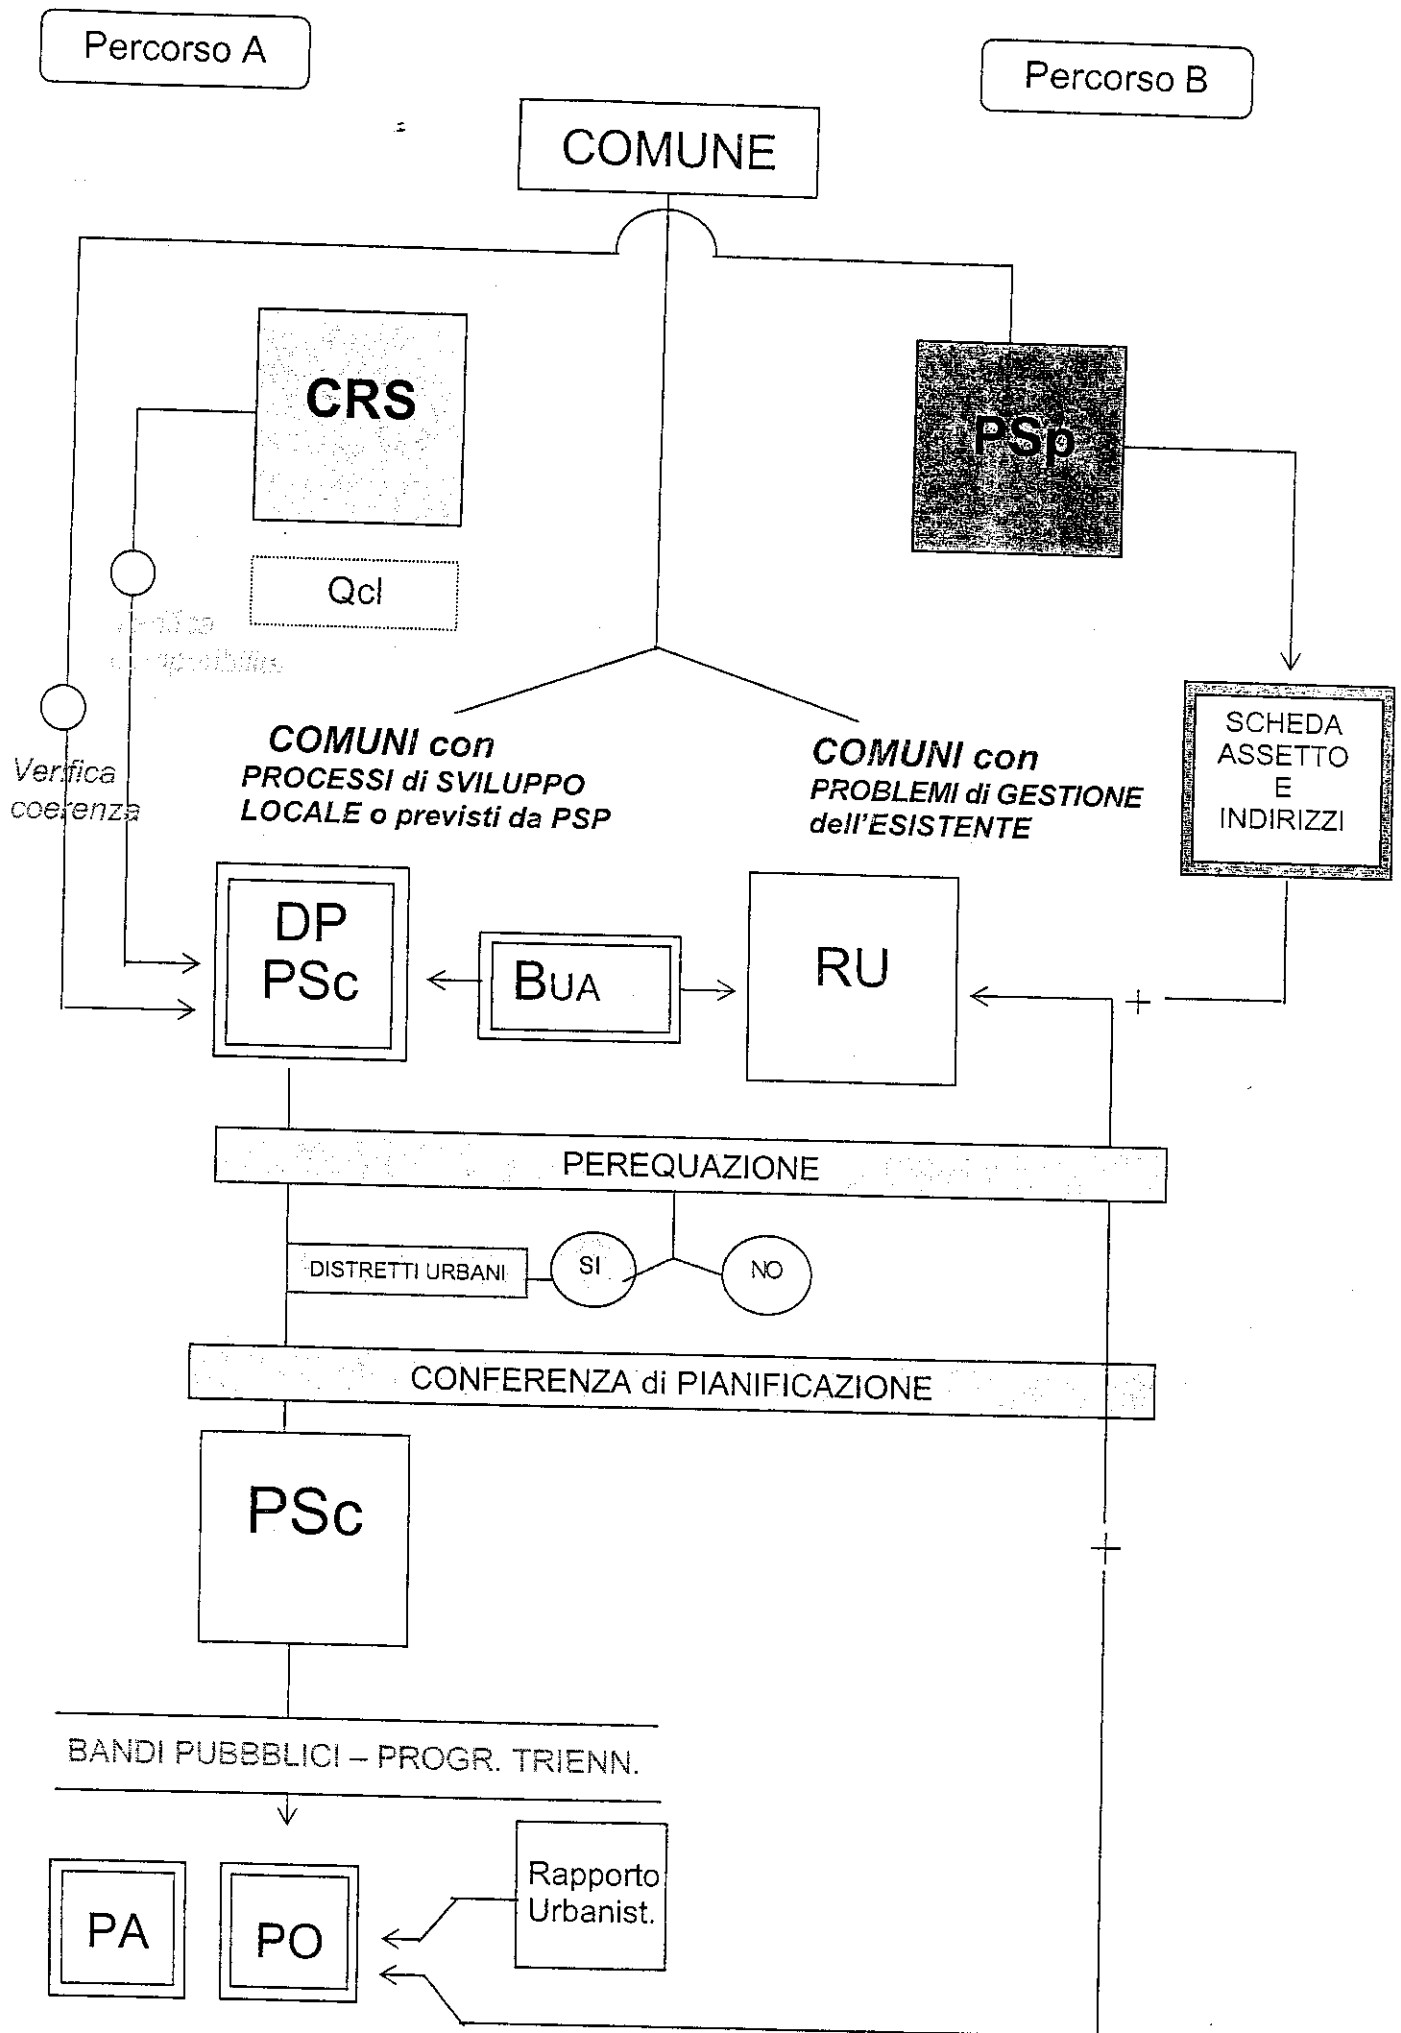 Percorso A
Percorso B
COMUNE
CRS
PSp
Qcl
Verifica
coerenza
COMUNI con
PROCESSI di SVILUPPO
LOCALE o previsti da PSP
COMUNI con
PROBLEMI di GESTIONE
dell'ESISTENTE
SCHEDA
ASSETTO
E
INDIRIZZI
DP
PSc
BUA
RU
PEREQUAZIONE
DISTRETTI URBANI
SI
NO
CONFERENZA di PIANIFICAZIONE
PSc
BANDI PUBBBLICI – PROGR. TRIENN.
Rapporto
Urbanist.
PA
PO